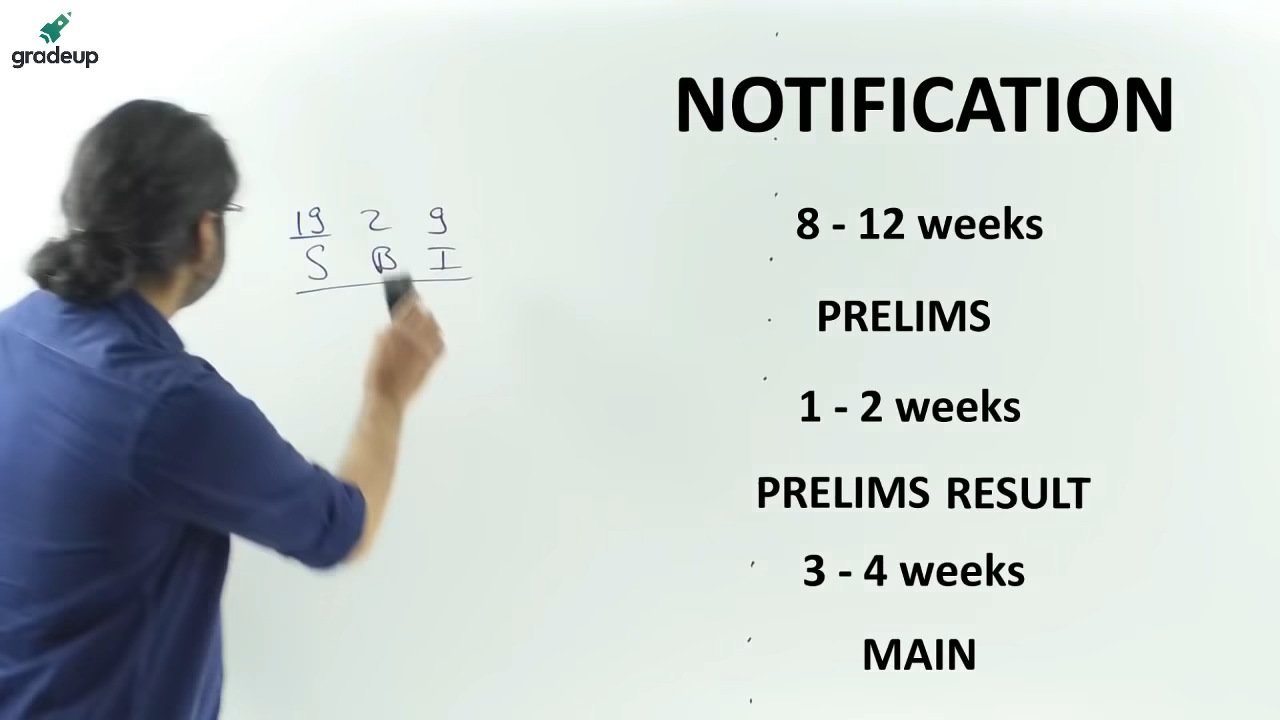 gradeup
19 2 9
S B I
NOTIFICATION
8 - 12 weeks
PRELIMS
1 - 2 weeks
PRELIMS RESULT
3 - 4 weeks
MAIN